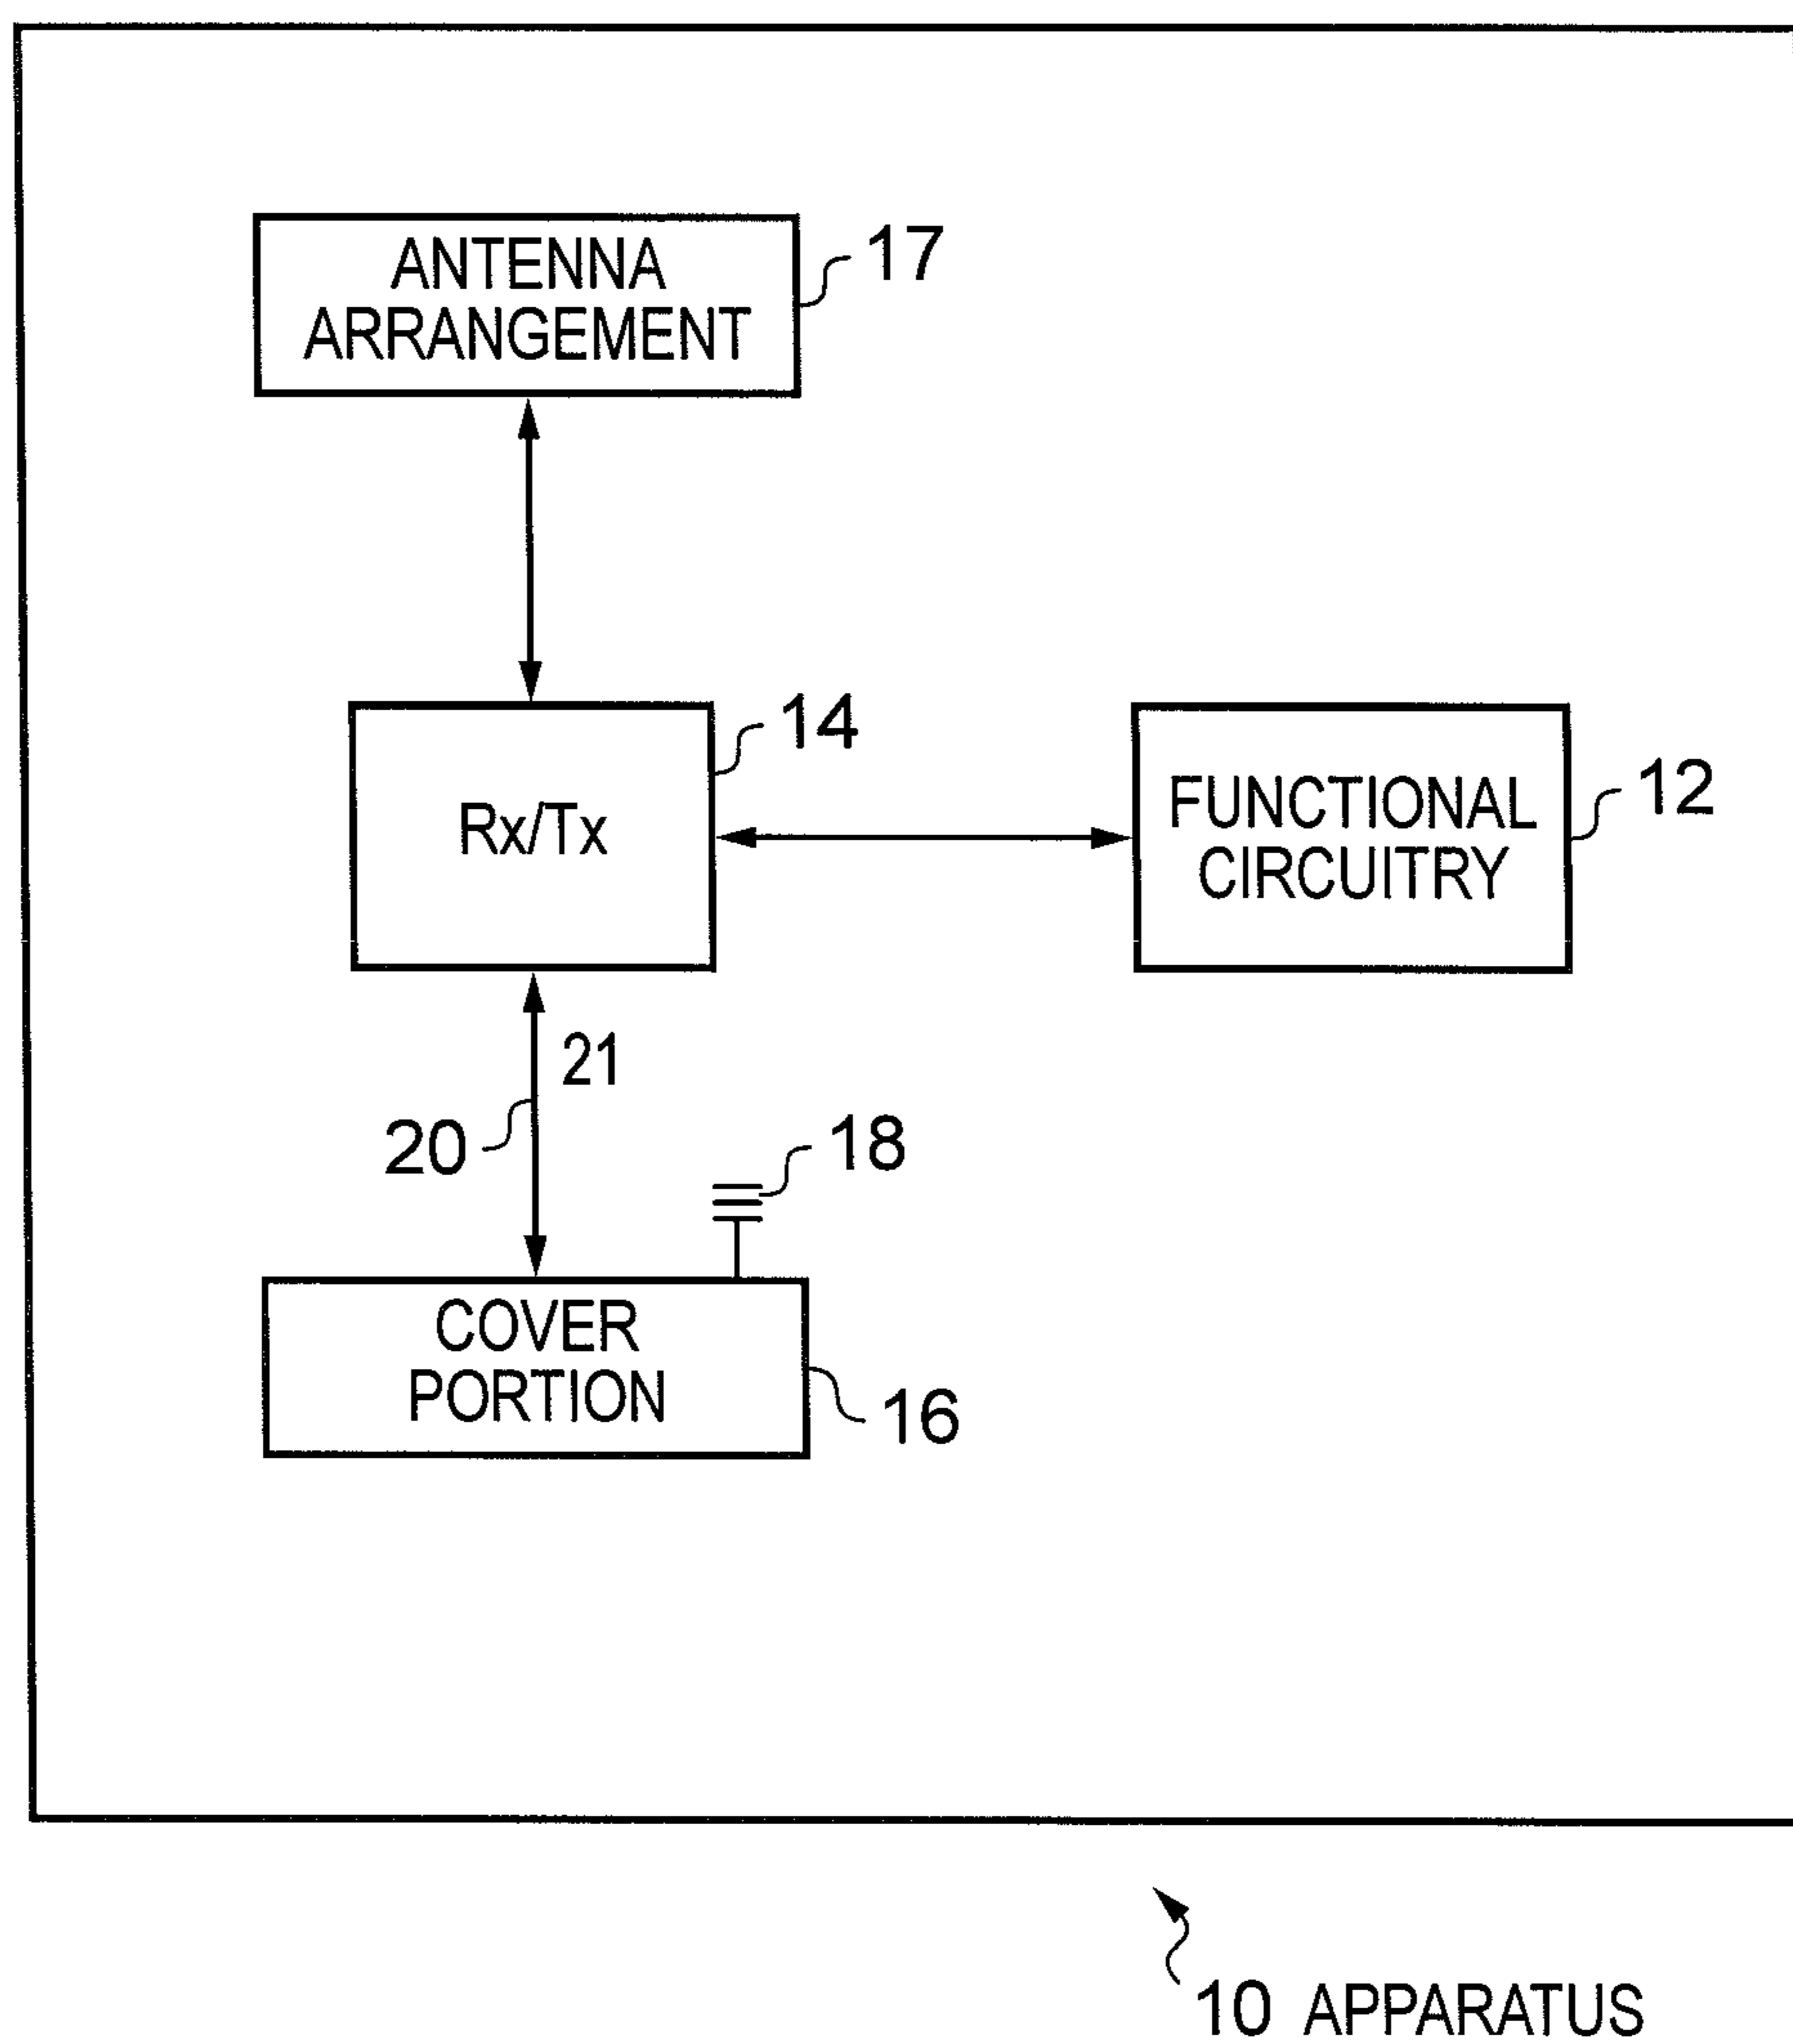 ANTENNA
ARRANGEMENT
17
Rx/Tx
14
FUNCTIONAL
CIRCUITRY
12
21
20
18
COVER
PORTION
16
10 APPARATUS